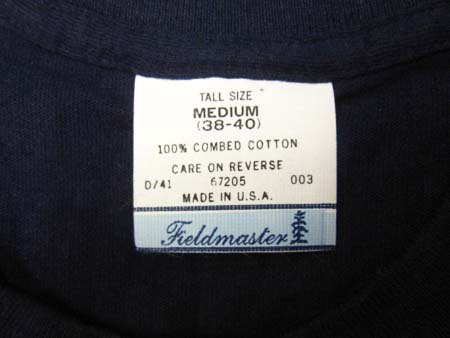 TALL SIZE
MEDIUM
(38-40)
100% COMBED COTTON
CARE ON REVERSE
D/41 67205 003
MADE IN U.S.A.
Fieldmaster